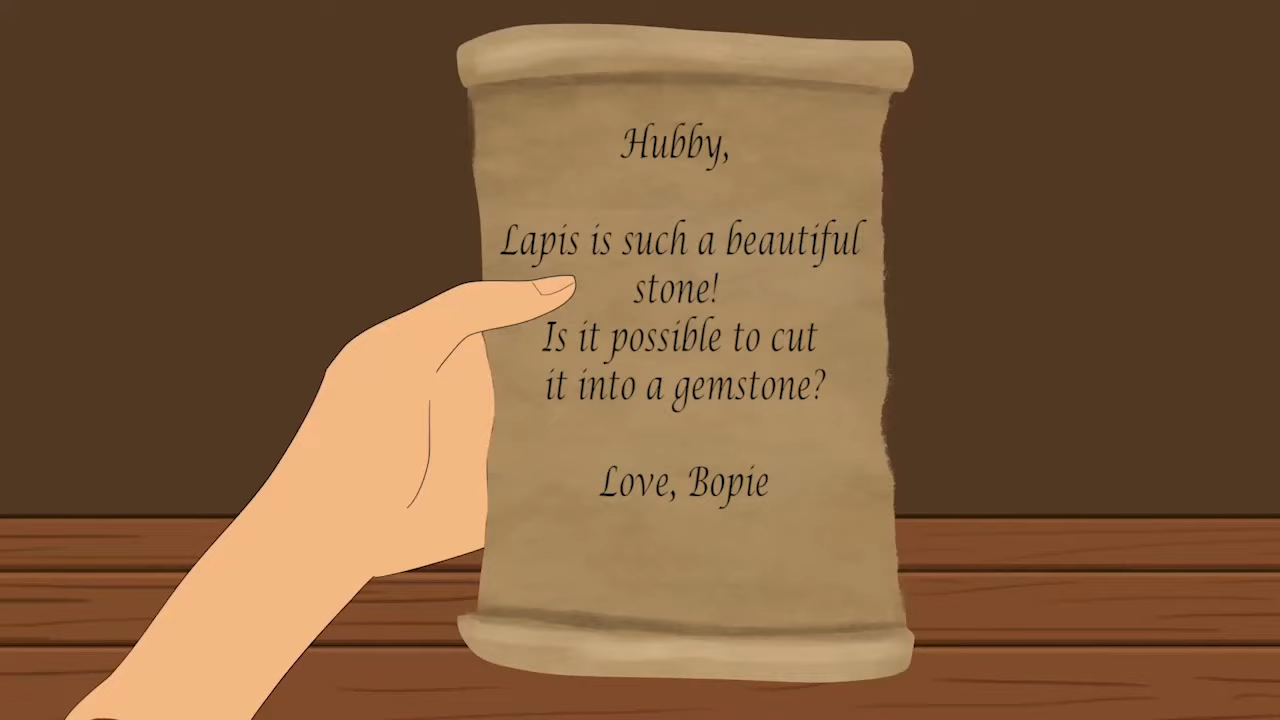 Hubby,
Lapis is such a beautiful
stone!
Is it possible to cut
it into a gemstone?
Love, Bopie